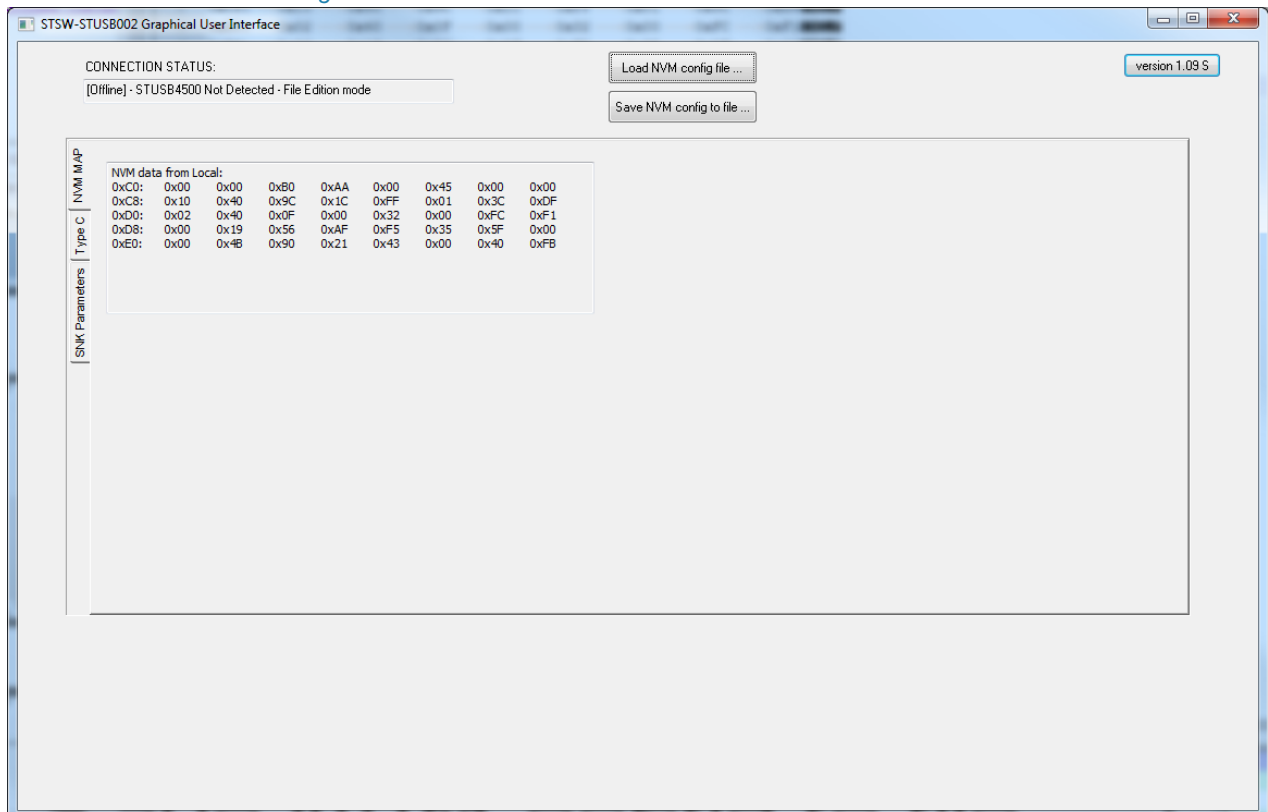 STSW-STUSB002 Graphical User Interface
CONNECTION STATUS:
[Offline] - STUSB4500 Not Detected - File Edition mode
Load NVM config file ...
Save NVM config to file ...
version 1.09 S
NVM MAP
Type C
SNK Parameters
NVM data from Local:
0xC0: 0x00 0x00 0xB0 0xAA 0x00 0x45 0x00 0x00
0xC8: 0x10 0x40 0x9C 0x1C 0xFF 0x01 0x3C 0xDF
0xD0: 0x02 0x40 0x0F 0x00 0x32 0x00 0xFC 0xF1
0xD8: 0x00 0x19 0x56 0xAF 0xF5 0x35 0x5F 0x00
0xE0: 0x00 0x4B 0x90 0x21 0x43 0x00 0x40 0xFB